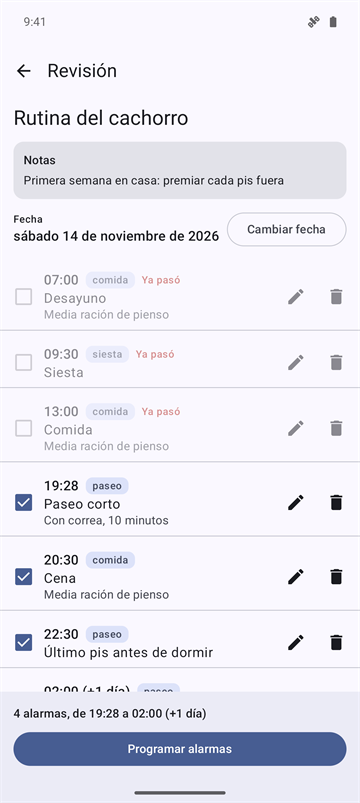 9:41
Revisión
Rutina del cachorro
Notas
Primera semana en casa: premiar cada pis fuera
Fecha
sábado 14 de noviembre de 2026
Cambiar fecha
07:00 comida Ya pasó
Desayuno
Media ración de pienso
09:30 siesta Ya pasó
Siesta
13:00 comida Ya pasó
Comida
Media ración de pienso
19:28 paseo
Paseo corto
Con correa, 10 minutos
20:30 comida
Cena
Media ración de pienso
22:30 paseo
Último pis antes de dormir
02:00 (+1 día) paseo
4 alarmas, de 19:28 a 02:00 (+1 día)
Programar alarmas